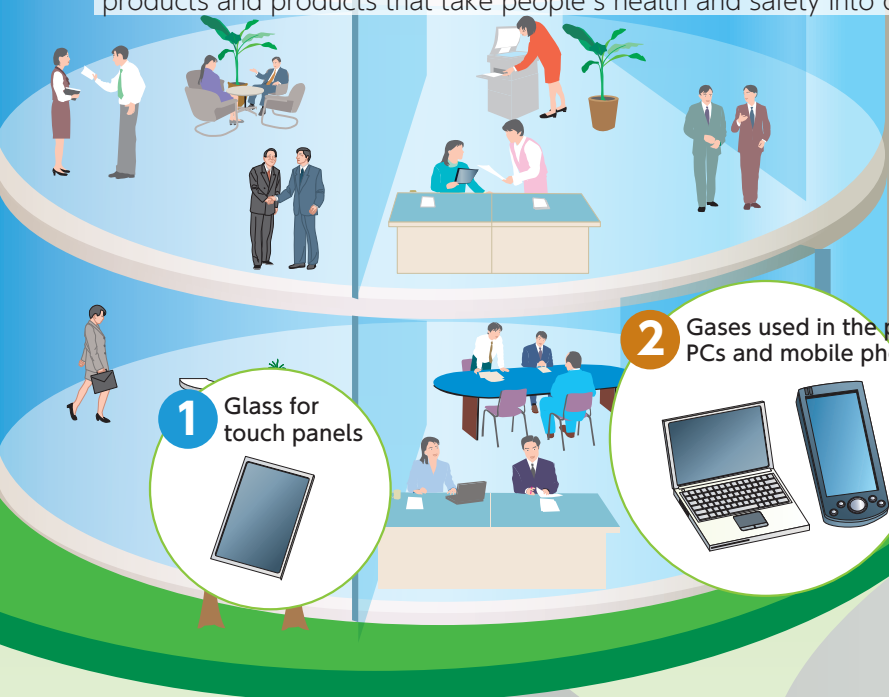 products and products that take people's health and safety into
2 Gases used in the
PCs and mobile
1 Glass for
touch panels